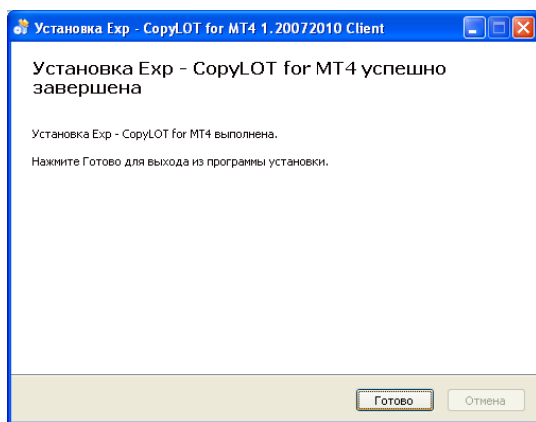 Установка Exp - CopyLOT for MT4 1.20072010 Client
Установка Exp - CopyLOT for MT4 успешно
завершена
Установка Exp - CopyLOT for MT4 выполнена.
Нажмите Готово для выхода из программы установки.
Готово
Отмена